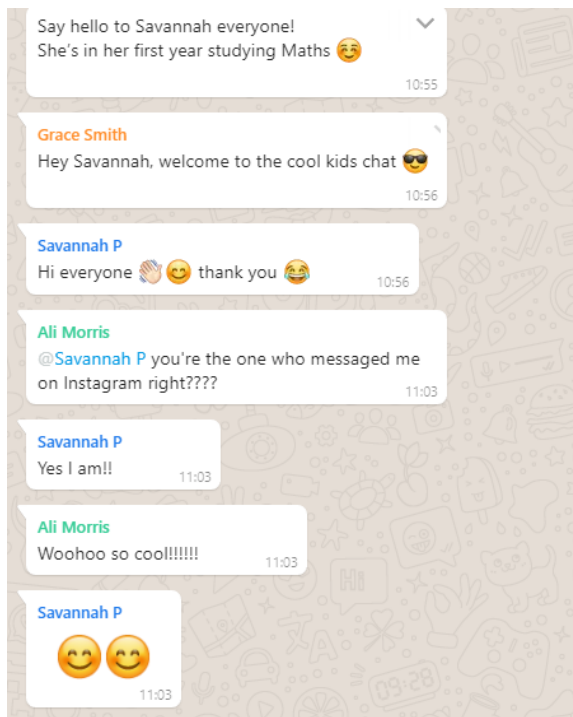 Say hello to Savannah everyone!
She's in her first year studying Maths ☺️
10:55
Grace Smith
Hey Savannah, welcome to the cool kids chat 😎
10:56
Savannah P
Hi everyone 👋🏻😊 thank you 😂
10:56
Ali Morris
@Savannah P you're the one who messaged me
on Instagram right????
11:03
Savannah P
Yes I am!!
11:03
Ali Morris
Woohoo so cool!!!!!!
11:03
Savannah P
😊😊
11:03